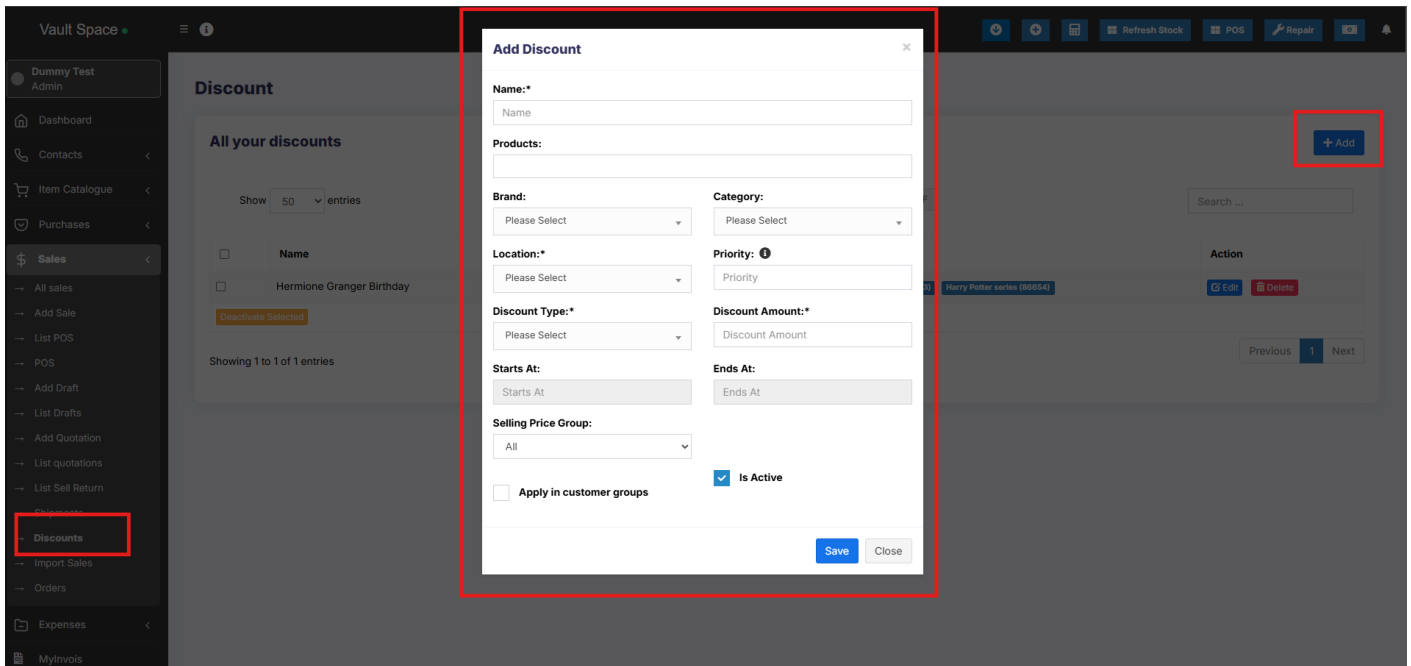 Vault Space
Refresh Stock
POS
Repair
Dummy Test
Admin
Dashboard
Contacts
Item Catalogue
Purchases
Sales
All sales
Add Sale
List POS
POS
Add Draft
List Drafts
Add Quotation
List quotations
List Sell Return
Shipments
Discounts
Import Sales
Orders
Expenses
MyInvois
Discount
All your discounts
+ Add
Show 50 entries
Search ...
Name
Action
Hermione Granger Birthday
Harry Potter series (86654)
Edit
Delete
Deactivate Selected
Showing 1 to 1 of 1 entries
Previous 1 Next
Add Discount ×
Name:*
Name
Products:
Brand: Category:
Please Select Please Select
Location:* Priority:
Please Select Priority
Discount Type:* Discount Amount:*
Please Select Discount Amount
Starts At: Ends At:
Starts At Ends At
Selling Price Group:
All
Is Active
Apply in customer groups
Save Close